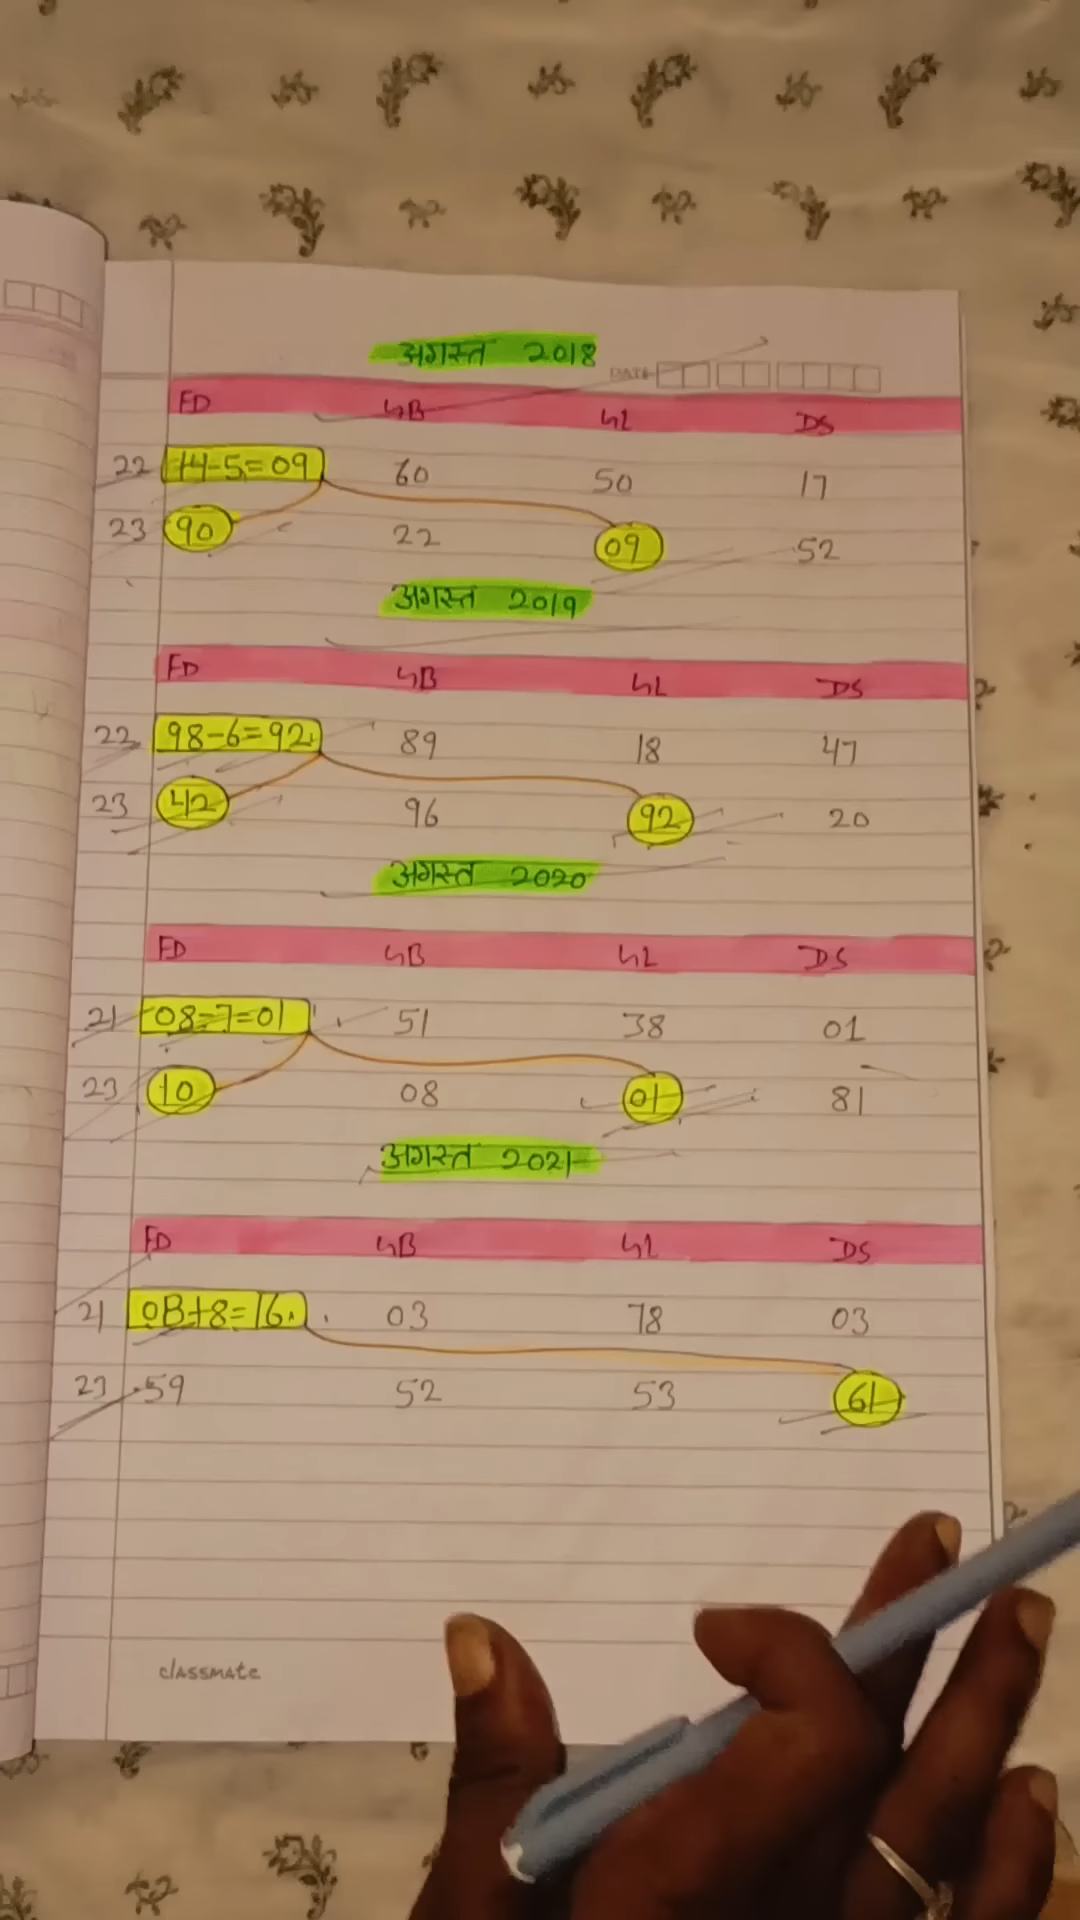 अगस्त 2018
DATE
FD GB GL DS
22 14-5=09 60 50 17
23 90 22 09 52
अगस्त 2019
FD GB GL DS
22 98-6=92 89 18 47
23 42 96 92 20
अगस्त 2020
FD GB GL DS
21 08-7=01 51 38 01
23 10 08 01 81
अगस्त 2021
FD GB GL DS
21 08+8=16 03 78 03
23 59 52 53 61
classmate